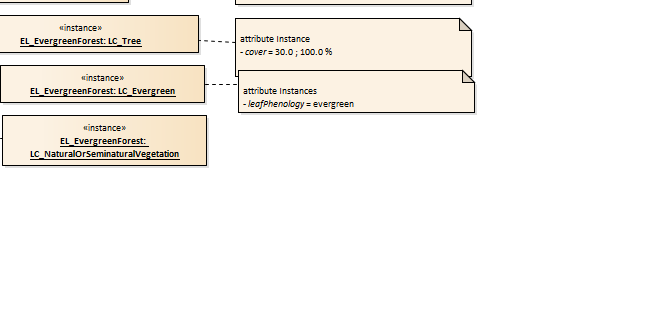 «instance»
EL_EvergreenForest: LC_Tree
attribute Instance
- cover = 30.0 ; 100.0 %
«instance»
EL_EvergreenForest: LC_Evergreen
attribute Instances
- leafPhenology = evergreen
«instance»
EL_EvergreenForest:
LC_NaturalOrSeminaturalVegetation